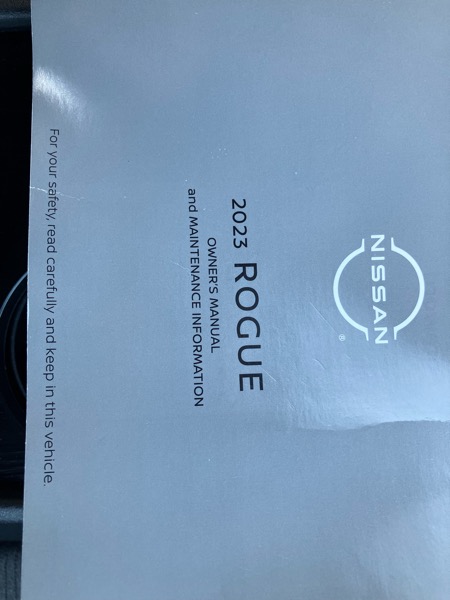 NISSAN
®
2023 ROGUE
OWNER'S MANUAL
and MAINTENANCE INFORMATION
For your safety, read carefully and keep in this vehicle.